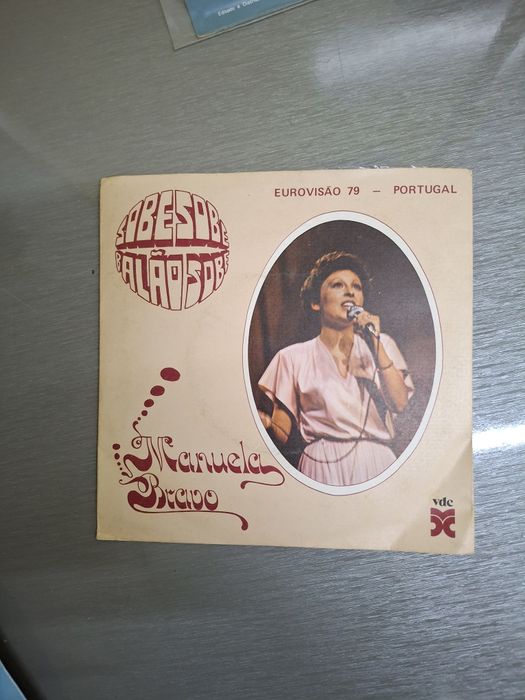 EUROVISÃO 79 – PORTUGAL
SOBE SOBE
BALÃO SOBE
Manuela
Bravo
vdc